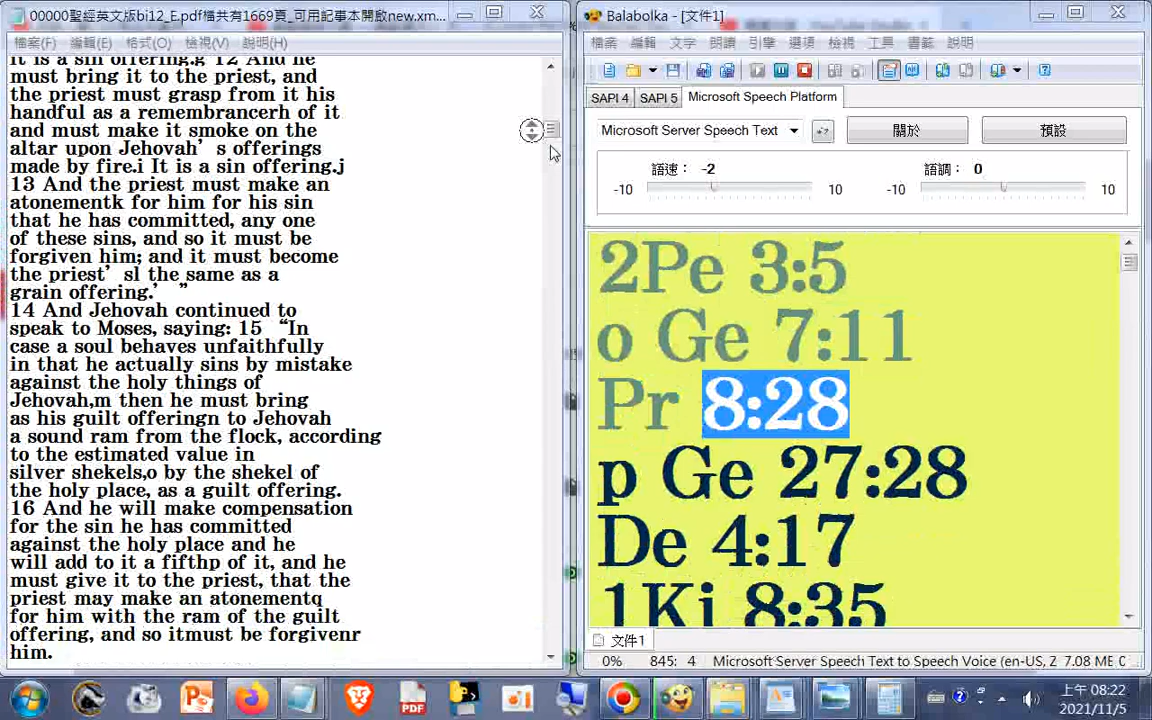 00000聖經英文版bi12_E.pdf檔共有1669頁_可用記事本開啟new.xm...
檔案(F) 編輯(E) 格式(O) 檢視(V) 說明(H)
it is a sin offering.g 12 And he
must bring it to the priest, and
the priest must grasp from it his
handful as a remembrancerh of it
and must make it smoke on the
altar upon Jehovah’s offerings
made by fire.i It is a sin offering.j
13 And the priest must make an
atonementk for him for his sin
that he has committed, any one
of these sins, and so it must be
forgiven him; and it must become
the priest’sl the same as a
grain offering.’”
14 And Jehovah continued to
speak to Moses, saying: 15 “In
case a soul behaves unfaithfully
in that he actually sins by mistake
against the holy things of
Jehovah,m then he must bring
as his guilt offeringn to Jehovah
a sound ram from the flock, according
to the estimated value in
silver shekels,o by the shekel of
the holy place, as a guilt offering.
16 And he will make compensation
for the sin he has committed
against the holy place and he
will add to it a fifthp of it, and he
must give it to the priest, that the
priest may make an atonementq
for him with the ram of the guilt
offering, and so itmust be forgivenr
him.
Balabolka - [文件1]
檔案 編輯 文字 朗讀 引擎 選項 檢視 工具 書籤 說明
SAPI 4 SAPI 5 Microsoft Speech Platform
Microsoft Server Speech Text 關於 預設
語速： -2 語調： 0
-10 10 -10 10
2Pe 3:5
o Ge 7:11
Pr 8:28
p Ge 27:28
De 4:17
1Ki 8:35
文件1
0% 845: 4 Microsoft Server Speech Text to Speech Voice (en-US, 2 7.08 ME
PDF
上午 08:22
2021/11/5